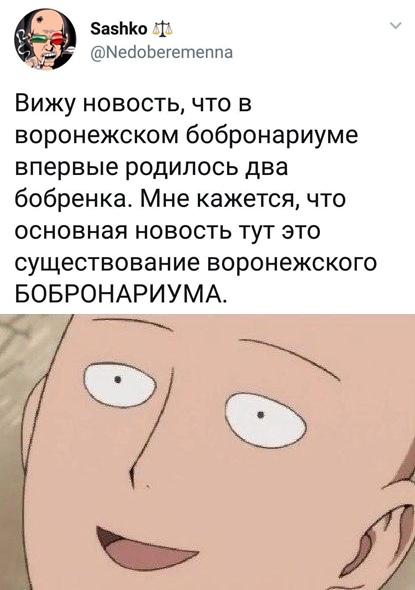 Sashko
@Nedoberemenna
Вижу новость, что в
воронежском бобронариуме
впервые родилось два
бобренка. Мне кажется, что
основная новость тут это
существование воронежского
БОБРОНАРИУМА.